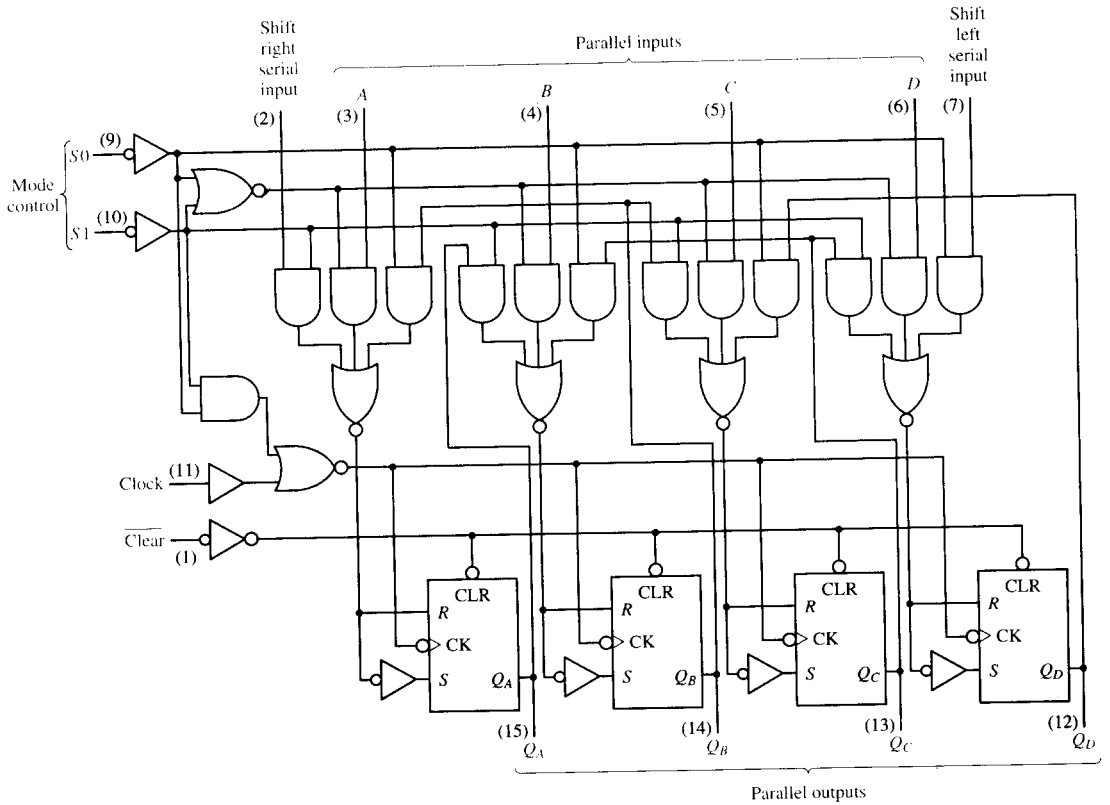 Shift
right
serial
input
Parallel inputs
Shift
left
serial
input
A
B
C
D
(2)
(3)
(4)
(5)
(6)
(7)
(9)
S0
Mode
control
(10)
S1
Clock
(11)
Clear
(1)
CLR
R
CK
S
Q_A
CLR
R
CK
S
Q_B
CLR
R
CK
S
Q_C
CLR
R
CK
S
Q_D
(15)
(14)
(13)
(12)
Q_A
Q_B
Q_C
Q_D
Parallel outputs